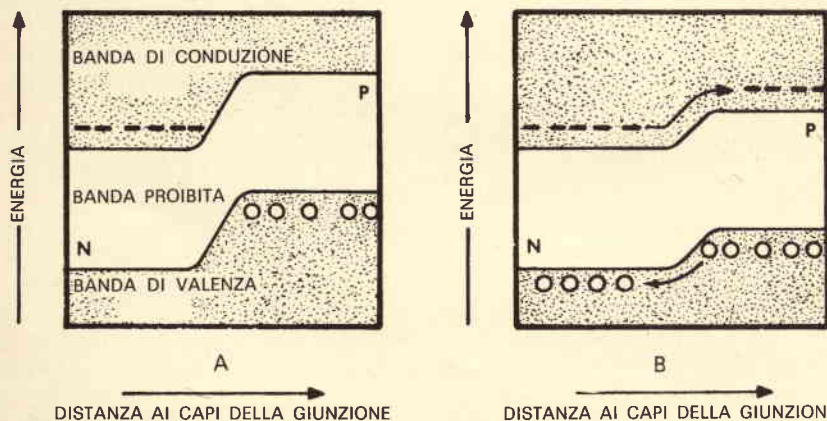 ENERGIA
BANDA DI CONDUZIONE
P
BANDA PROIBITA
N
BANDA DI VALENZA
A
DISTANZA AI CAPI DELLA GIUNZIONE
ENERGIA
P
N
B
DISTANZA AI CAPI DELLA GIUNZION